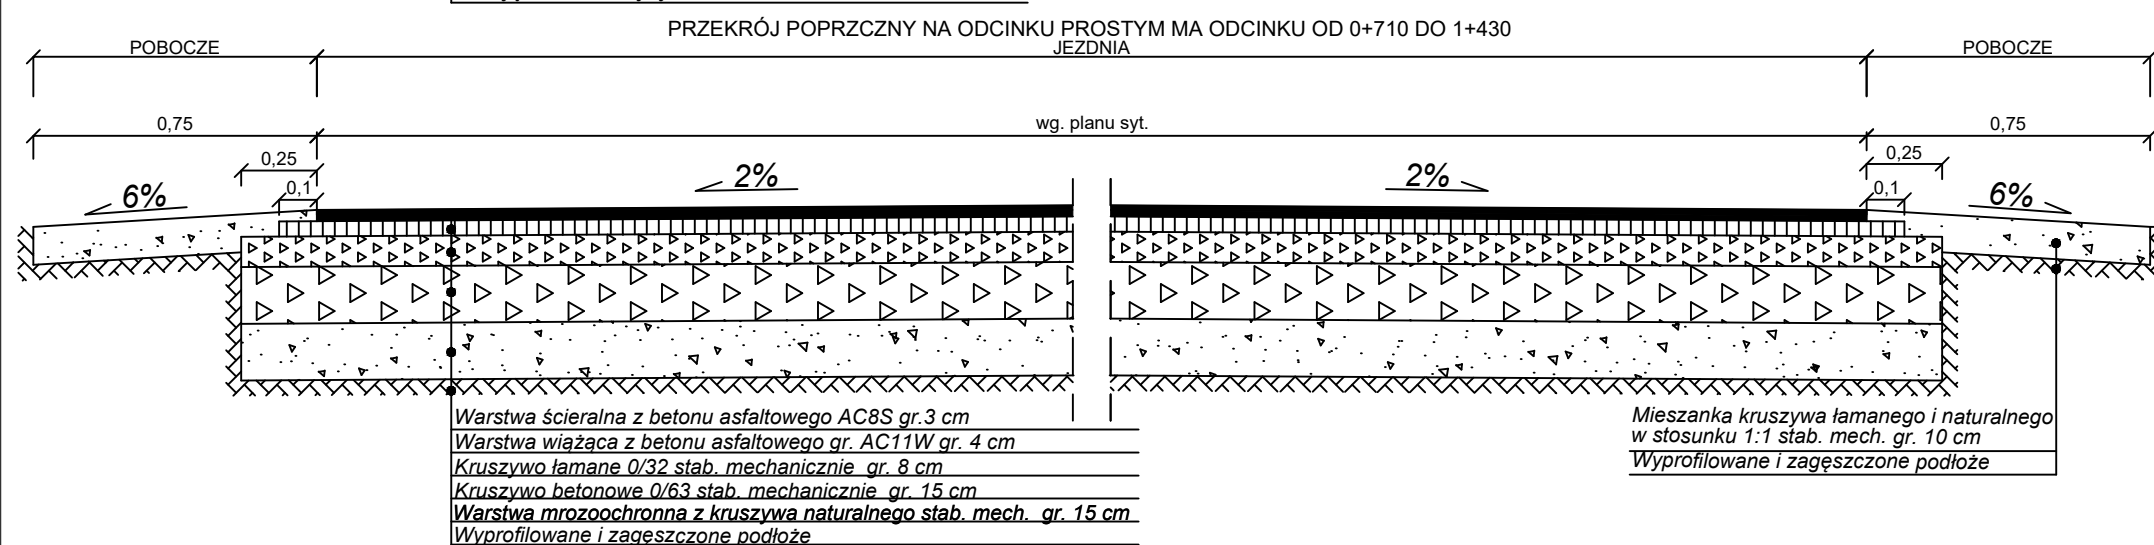 PRZEKRÓJ POPRZCZNY NA ODCINKU PROSTYM MA ODCINKU OD 0+710 DO 1+430
POBOCZE JEZDNIA POBOCZE
0,75 wg. planu syt. 0,75
0,25 0,25
0,1 0,1
6% 2% 2% 6%
Warstwa ścieralna z betonu asfaltowego AC8S gr.3 cm
Warstwa wiążąca z betonu asfaltowego gr. AC11W gr. 4 cm
Kruszywo łamane 0/32 stab. mechanicznie gr. 8 cm
Kruszywo betonowe 0/63 stab. mechanicznie gr. 15 cm
Warstwa mrozoochronna z kruszywa naturalnego stab. mech. gr. 15 cm
Wyprofilowane i zagęszczone podłoże
Mieszanka kruszywa łamanego i naturalnego
w stosunku 1:1 stab. mech. gr. 10 cm
Wyprofilowane i zagęszczone podłoże